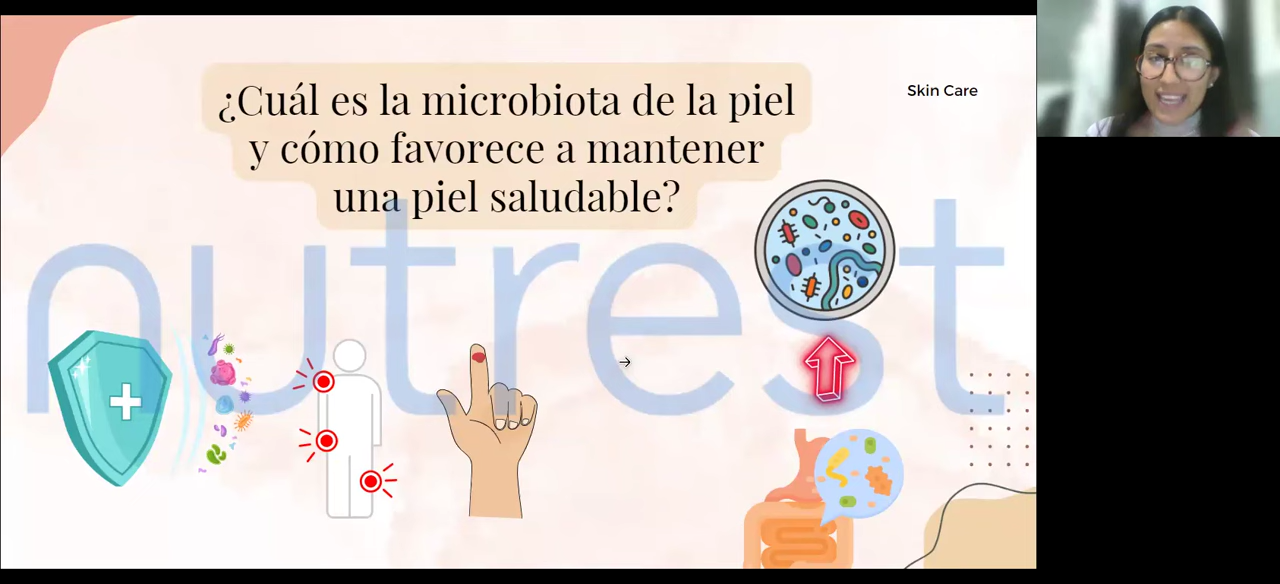 ¿Cuál es la microbiota de la piel
y cómo favorece a mantener
una piel saludable?
Skin Care
nutrest